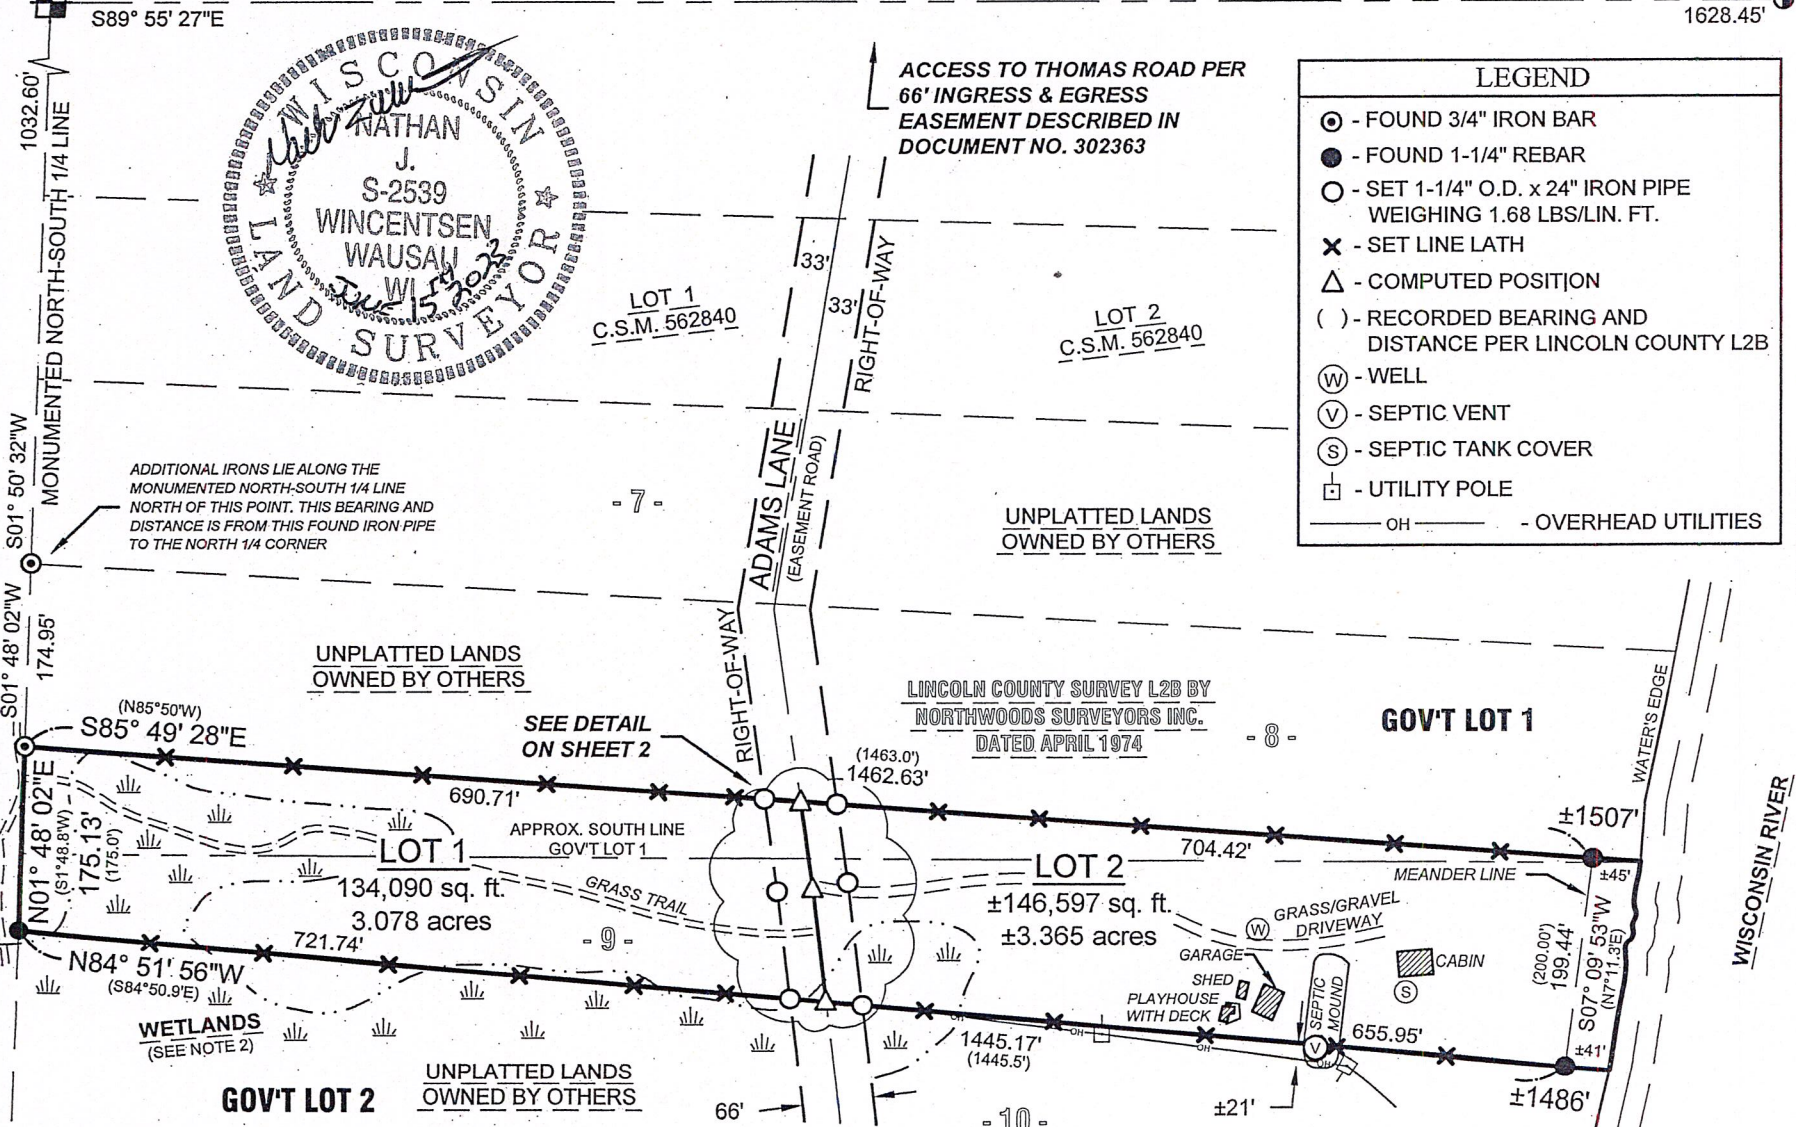 S89° 55' 27"E
1628.45'
1032.60'
MONUMENTED NORTH-SOUTH 1/4 LINE
S01° 50' 32"W
WISCONSIN
LAND SURVEYOR
NATHAN
J.
S-2539
WINCENTSEN
WAUSAU
WI
JUNE 15TH 2023
ACCESS TO THOMAS ROAD PER
66' INGRESS & EGRESS
EASEMENT DESCRIBED IN
DOCUMENT NO. 302363
LEGEND
- FOUND 3/4" IRON BAR
- FOUND 1-1/4" REBAR
- SET 1-1/4" O.D. x 24" IRON PIPE
WEIGHING 1.68 LBS/LIN. FT.
- SET LINE LATH
- COMPUTED POSITION
( ) - RECORDED BEARING AND
DISTANCE PER LINCOLN COUNTY L2B
W - WELL
V - SEPTIC VENT
S - SEPTIC TANK COVER
- UTILITY POLE
OH - OVERHEAD UTILITIES
33'
33'
RIGHT-OF-WAY
LOT 1
C.S.M. 562840
LOT 2
C.S.M. 562840
ADAMS LANE
(EASEMENT ROAD)
ADDITIONAL IRONS LIE ALONG THE
MONUMENTED NORTH-SOUTH 1/4 LINE
NORTH OF THIS POINT. THIS BEARING AND
DISTANCE IS FROM THIS FOUND IRON PIPE
TO THE NORTH 1/4 CORNER
- 7 -
UNPLATTED LANDS
OWNED BY OTHERS
S01° 48' 02"W
174.95'
UNPLATTED LANDS
OWNED BY OTHERS
RIGHT-OF-WAY
LINCOLN COUNTY SURVEY L2B BY
NORTHWOODS SURVEYORS INC.
DATED APRIL 1974
- 8 -
GOV'T LOT 1
WATER'S EDGE
WISCONSIN RIVER
(N85°50'W)
S85° 49' 28"E
SEE DETAIL
ON SHEET 2
(1463.0')
1462.63'
690.71'
704.42'
±1507'
±45'
MEANDER LINE
N01° 48' 02"E
(S1°48.8'W)
175.13'
(175.0')
APPROX. SOUTH LINE
GOV'T LOT 1
LOT 1
134,090 sq. ft.
3.078 acres
GRASS TRAIL
LOT 2
±146,597 sq. ft.
±3.365 acres
W
GRASS/GRAVEL
DRIVEWAY
GARAGE
SHED
PLAYHOUSE
WITH DECK
SEPTIC
MOUND
CABIN
S
(200.00')
199.44'
S07° 09' 53"W
(N7°11.3'E)
721.74'
- 9 -
N84° 51' 56"W
(S84°50.9'E)
WETLANDS
(SEE NOTE 2)
OH
OH
OH
OH
V
1445.17'
(1445.5')
655.95'
±41'
±1486'
±21'
GOV'T LOT 2
UNPLATTED LANDS
OWNED BY OTHERS
66'
- 10 -